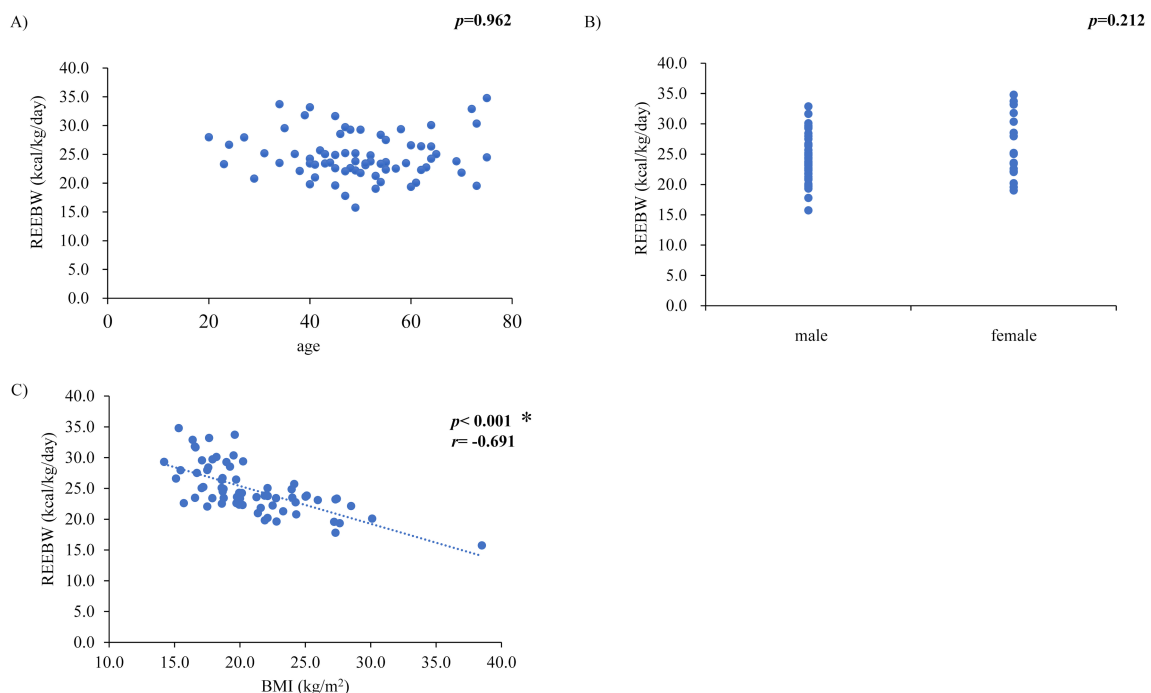 A)
p=0.962
REEBW (kcal/kg/day)
40.0
35.0
30.0
25.0
20.0
15.0
10.0
5.0
0.0
0 20 40 60 80
age
B)
p=0.212
REEBW (kcal/kg/day)
40.0
35.0
30.0
25.0
20.0
15.0
10.0
5.0
0.0
male female
C)
p< 0.001 *
r= -0.691
REEBW (kcal/kg/day)
40.0
35.0
30.0
25.0
20.0
15.0
10.0
5.0
0.0
10.0 15.0 20.0 25.0 30.0 35.0 40.0
BMI (kg/m²)